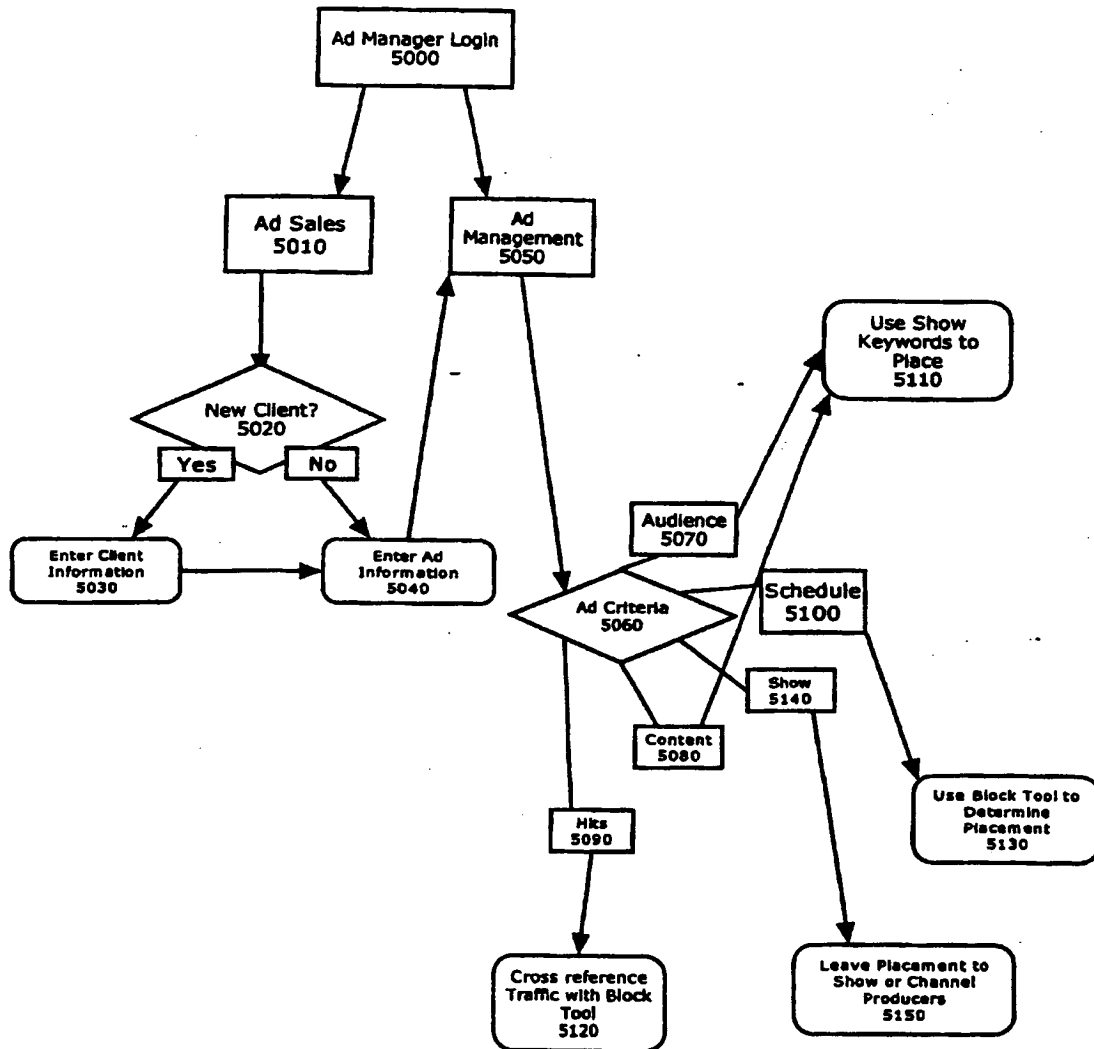 Ad Manager Login
5000
Ad Sales
5010
Ad
Management
5050
Use Show
Keywords to
Place
5110
New Client?
5020
Yes
No
Audience
5070
Enter Client
Information
5030
Enter Ad
Information
5040
Schedule
5100
Ad Criteria
5060
Show
5140
Content
5080
Use Block Tool to
Determine
Placement
5130
Hits
5090
Cross reference
Traffic with Block
Tool
5120
Leave Placement to
Show or Channel
Producers
5150